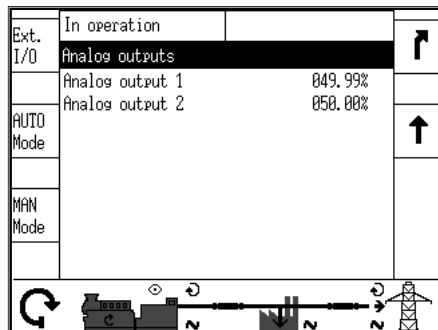 Ext.
I/O
In operation
Analog outputs
Analog output 1 049.99%
Analog output 2 050.00%
AUTO
Mode
MAN
Mode